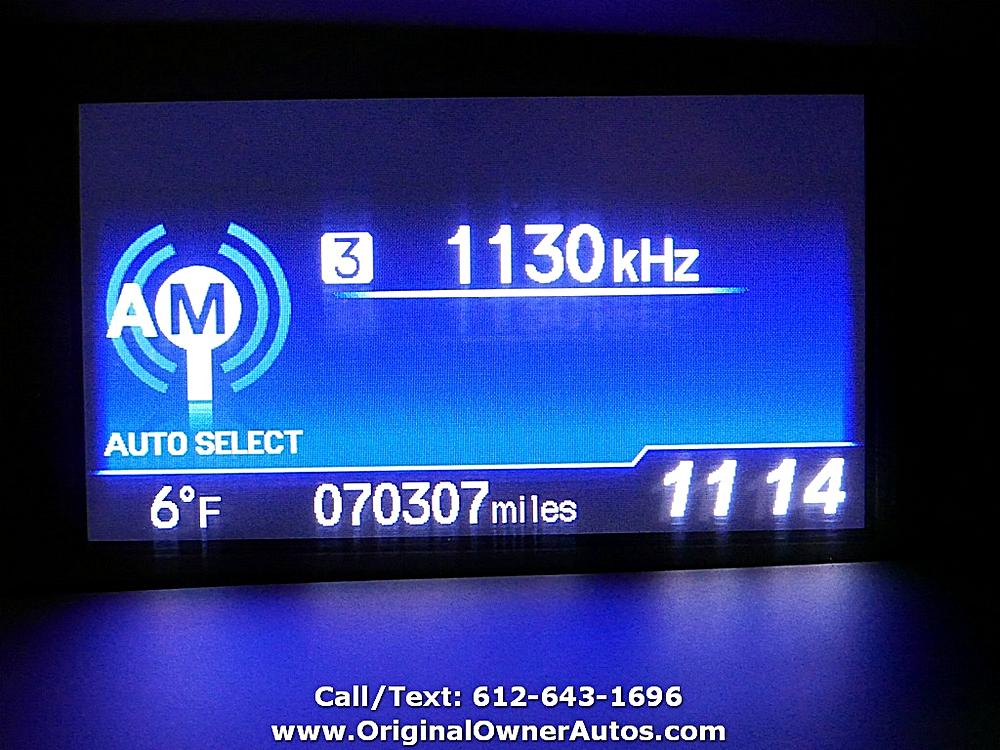 3 1130kHz
AM
AUTO SELECT
6°F 070307miles 11 14
Call/Text: 612-643-1696
www.OriginalOwnerAutos.com